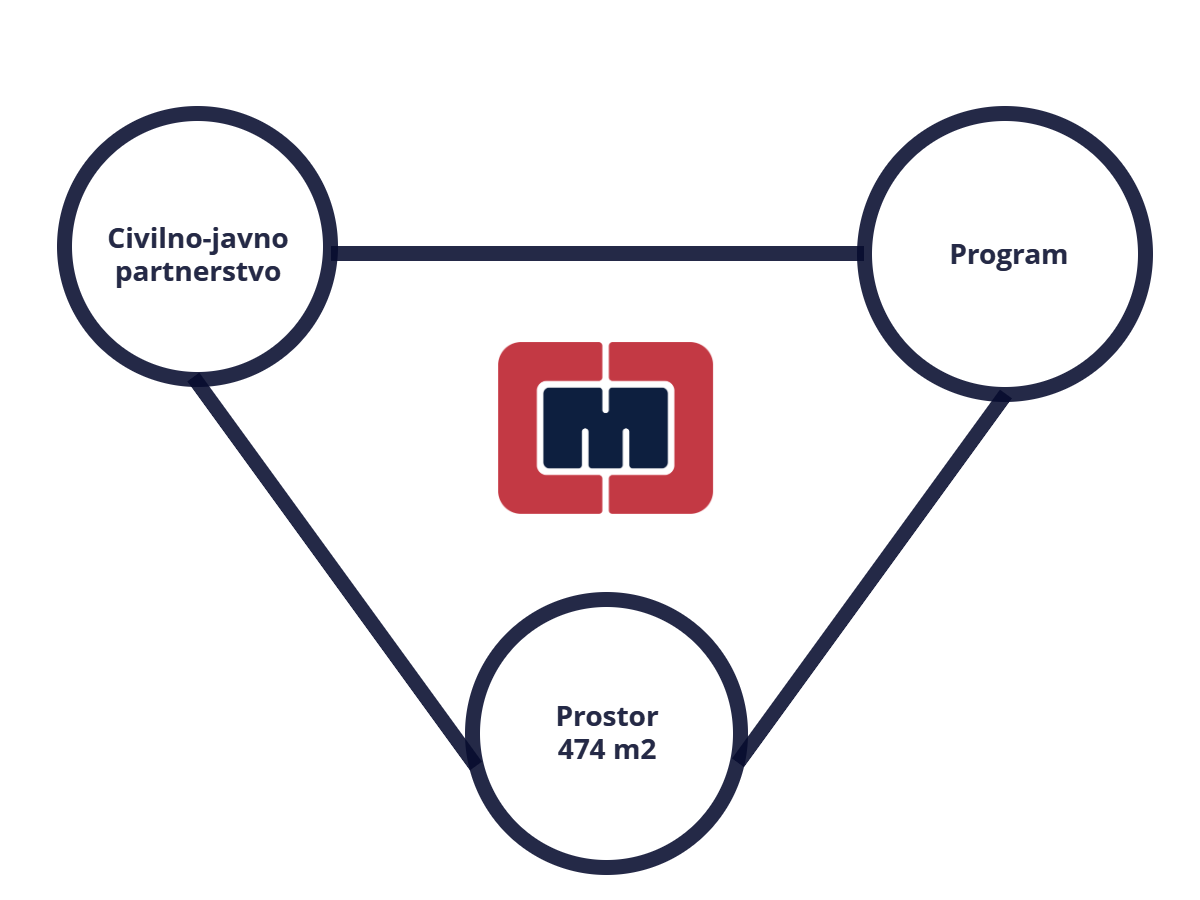 Civilno-javno
partnerstvo
Program
Prostor
474 m2